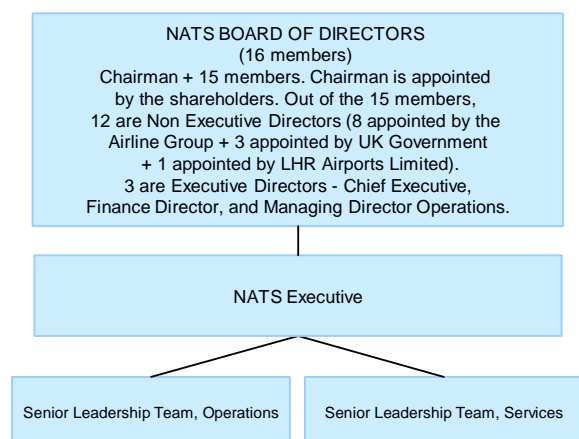 NATS BOARD OF DIRECTORS
(16 members)
Chairman + 15 members. Chairman is appointed
by the shareholders. Out of the 15 members,
12 are Non Executive Directors (8 appointed by the
Airline Group + 3 appointed by UK Government
+ 1 appointed by LHR Airports Limited).
3 are Executive Directors - Chief Executive,
Finance Director, and Managing Director Operations.
NATS Executive
Senior Leadership Team, Operations
Senior Leadership Team, Services